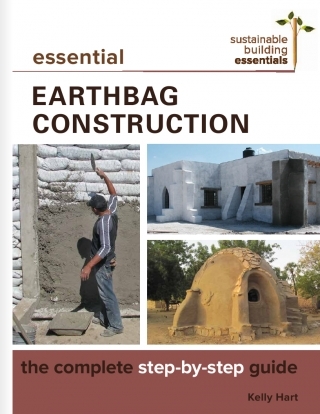 sustainable
building
essentials
essential
EARTHBAG
CONSTRUCTION
the complete step-by-step guide
Kelly Hart